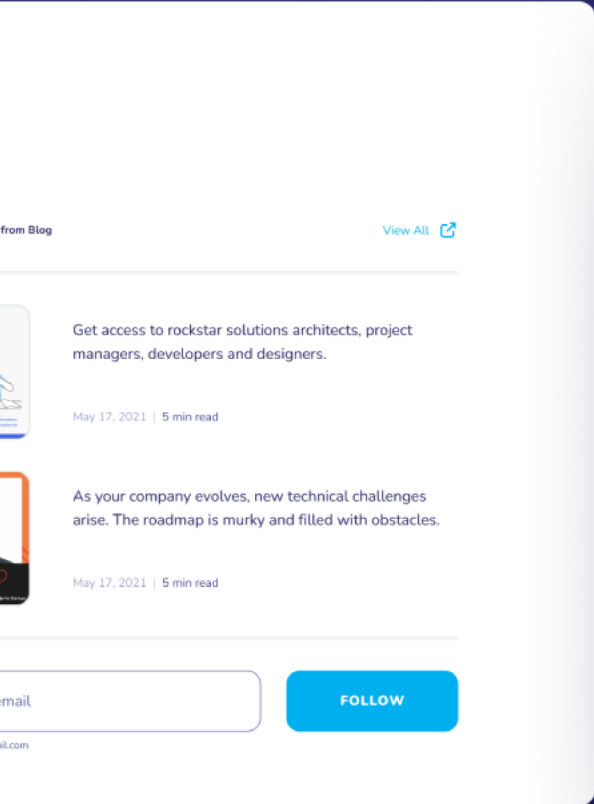 from Blog
View All
Get access to rockstar solutions architects, project
managers, developers and designers.
May 17, 2021 | 5 min read
As your company evolves, new technical challenges
arise. The roadmap is murky and filled with obstacles.
May 17, 2021 | 5 min read
email
FOLLOW
il.com